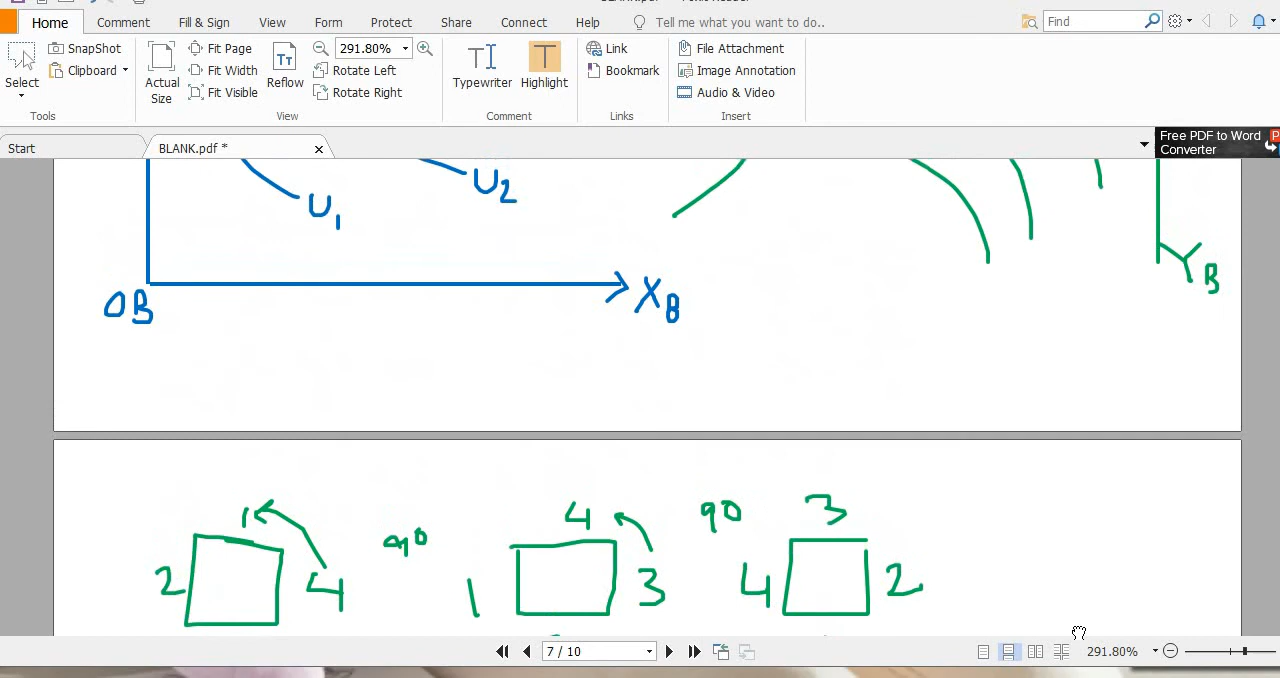 Home Comment Fill & Sign View Form Protect Share Connect Help Tell me what you want to do.. Find
Select
Tools
SnapShot
Clipboard
Actual Size
Fit Page
Fit Width
Fit Visible
Reflow
291.80%
Rotate Left
Rotate Right
View
Typewriter
Highlight
Comment
Link
Bookmark
Links
File Attachment
Image Annotation
Audio & Video
Insert
Start
BLANK.pdf *
Free PDF to Word
Converter
U1
U2
OB
XB
YB
1
2
4
90
4
1
3
90
3
4
2
7 / 10
291.80%